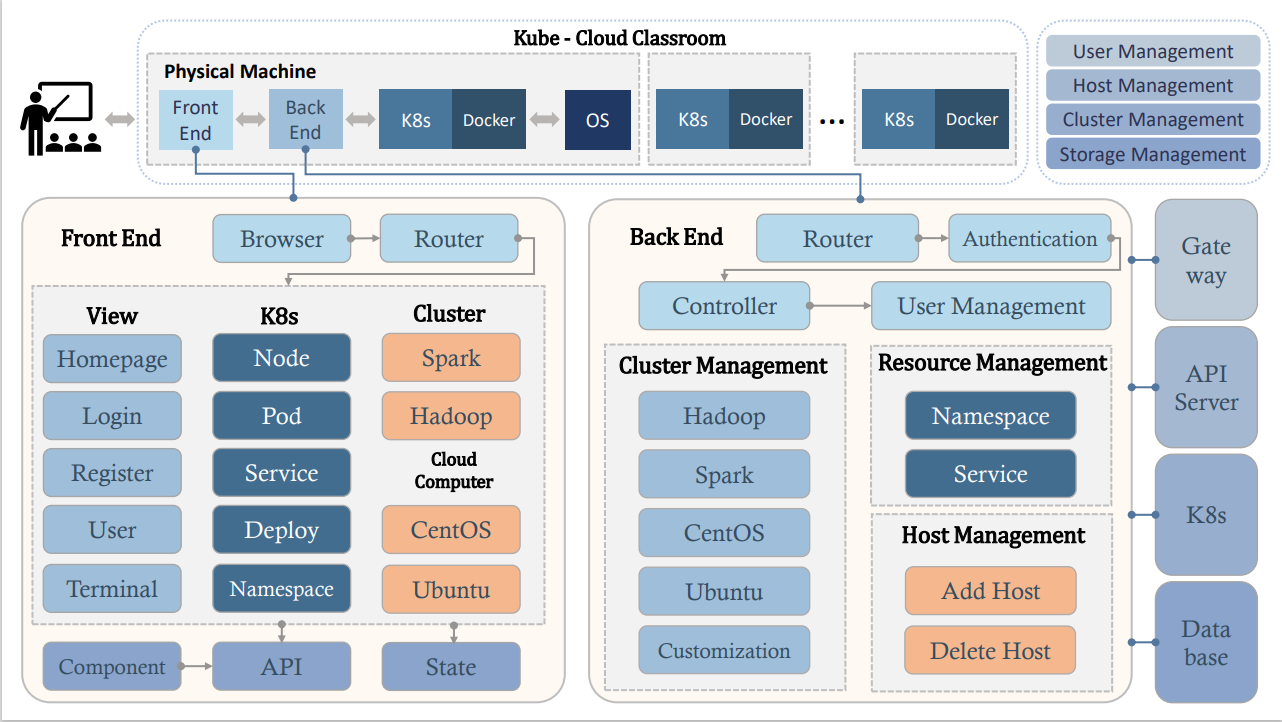 Kube - Cloud Classroom
Physical Machine
Front
End
Back
End
K8s
Docker
OS
K8s
Docker
...
K8s
Docker
User Management
Host Management
Cluster Management
Storage Management
Front End
Browser
Router
View
Homepage
Login
Register
User
Terminal
K8s
Node
Pod
Service
Deploy
Namespace
Cluster
Spark
Hadoop
Cloud
Computer
CentOS
Ubuntu
Component
API
State
Back End
Router
Authentication
Controller
User Management
Cluster Management
Hadoop
Spark
CentOS
Ubuntu
Customization
Resource Management
Namespace
Service
Host Management
Add Host
Delete Host
Gate
way
API
Server
K8s
Data
base